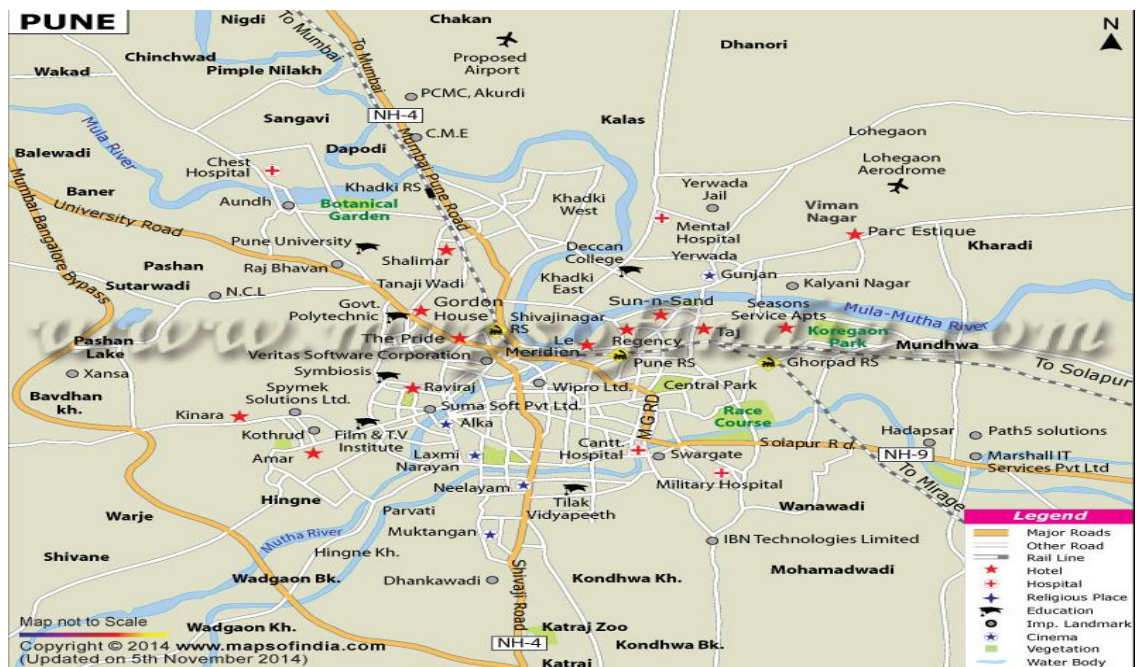 PUNE
Nigdi
Chakan
N
To Mumbai
To Mumbai
Proposed
Airport
Dhanori
Chinchwad
Wakad
Pimple Nilakh
PCMC, Akurdi
NH-4
Sangavi
C.M.E
Kalas
Lohegaon
Mula River
Dapodi
Mumbai Pune Road
Balewadi
Chest
Hospital
Lohegaon
Aerodrome
Khadki RS
Yerwada
Jail
Baner
Aundh
Botanical
Garden
Khadki
West
Viman
Nagar
University Road
Mental
Hospital
Parc Estique
Mumbai Bangalore Bypass
Pune University
Shalimar
Deccan
College
Yerwada
Kharadi
Pashan
Raj Bhavan
Gunjan
Sutarwadi
N.C.L
Tanaji Wadi
Khadki
East
Kalyani Nagar
Govt.
Polytechnic
Gordon
House
Shivajinagar
RS
Sun-n-Sand
Seasons
Service Apts
Mula-Mutha River
www.mapsofindia.com
Pashan
Lake
The Pride
Le
Meridien
Regency
Taj
Koregaon
Park
Mundhwa
Veritas Software Corporation
Pune RS
Ghorpad RS
To Solapur
Xansa
Symbiosis
Bavdhan
kh.
Spymek
Solutions Ltd.
Raviraj
Wipro Ltd.
Central Park
Kinara
Suma Soft Pvt Ltd.
M G RD
Race
Course
Kothrud
Film & T.V
Institute
Alka
Hadapsar
Path5 solutions
Amar
Laxmi
Narayan
Cantt.
Hospital
Swargate
Solapur Rd.
NH-9
Marshall IT
Services Pvt Ltd
Hingne
Neelayam
Military Hospital
To Mirage
Warje
Parvati
Tilak
Vidyapeeth
Wanawadi
Mutha River
Muktangan
Shivane
Hingne Kh.
IBN Technologies Limited
Wadgaon Bk.
Dhankawadi
Shivaji Road
Kondhwa Kh.
Mohamadwadi
Wadgaon Kh.
Katraj Zoo
NH-4
Kondhwa Bk.
Katraj
Map not to Scale
Copyright © 2014 www.mapsofindia.com
(Updated on 5th November 2014)
Legend
Major Roads
Other Road
Rail Line
Hotel
Hospital
Religious Place
Education
Imp. Landmark
Cinema
Vegetation
Water Body